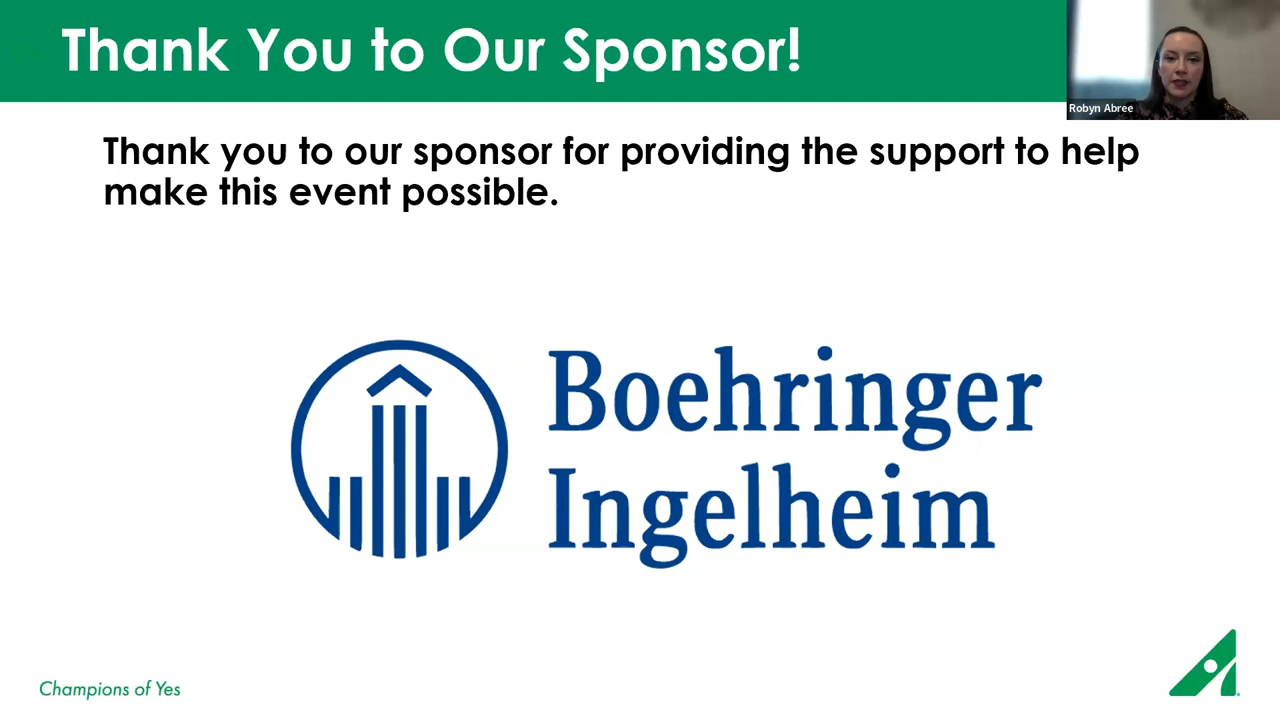 Thank You to Our Sponsor!
Robyn Abree
Thank you to our sponsor for providing the support to help
make this event possible.
Boehringer
Ingelheim
Champions of Yes